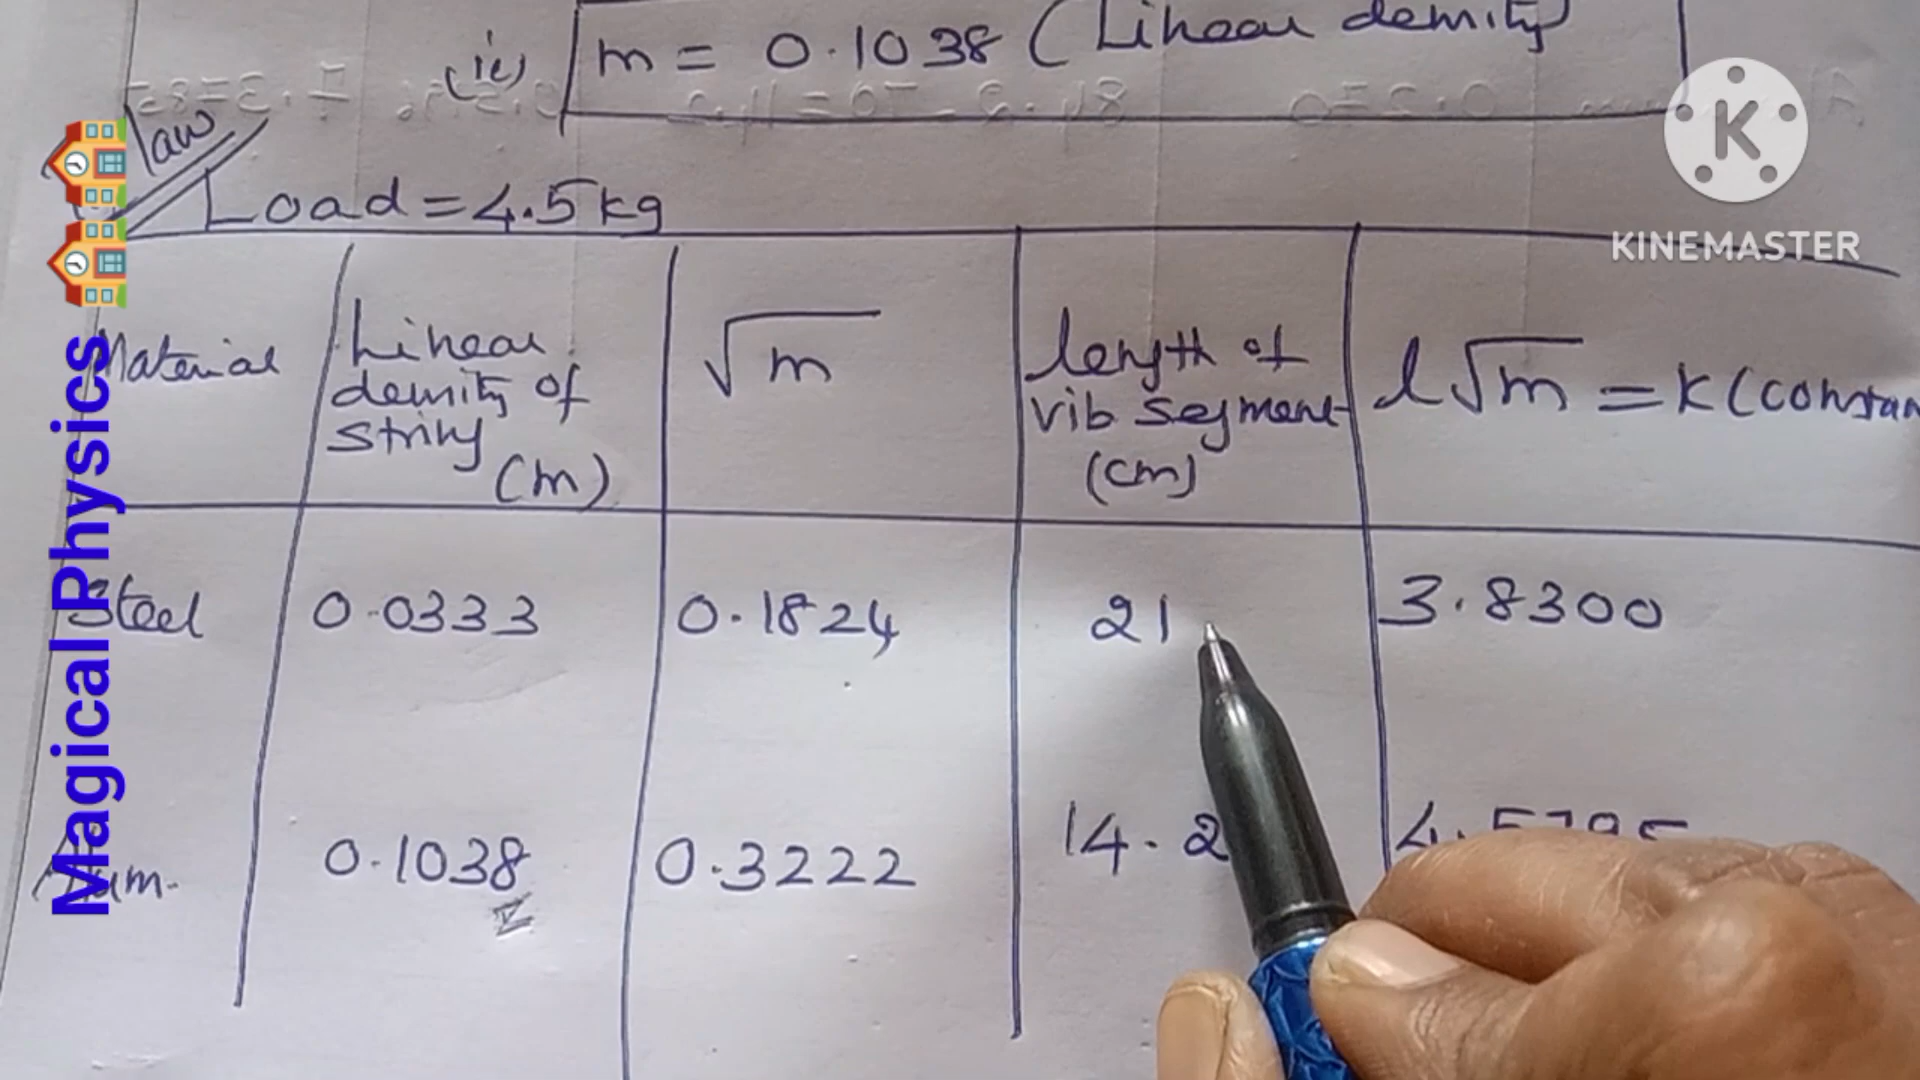 (ie) m = 0.1038 (Linear density)
law
Load = 4.5 kg
Material
Linear
density of
string
(m)
√m
length of
vib segment
(cm)
l√m = K (constan
Steel 0.0333 0.1824 21 3.8300
0.1038 0.3222 14.2 4.5795
Magical Physics
K
KINEMASTER